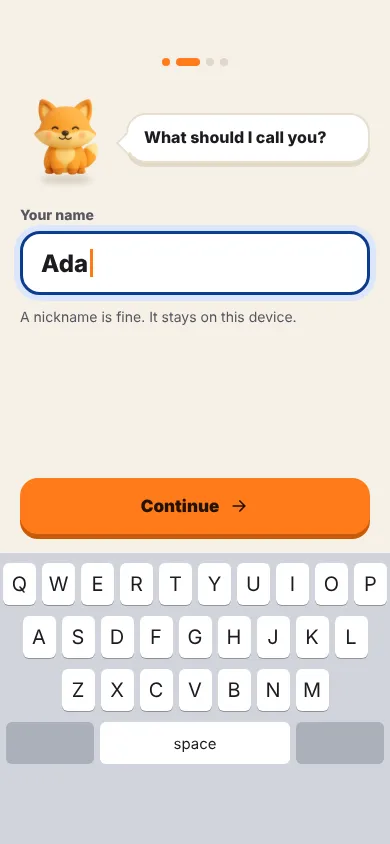 What should I call you?
Your name
Ada
A nickname is fine. It stays on this device.
Continue →
Q W E R T Y U I O P
A S D F G H J K L
Z X C V B N M
space